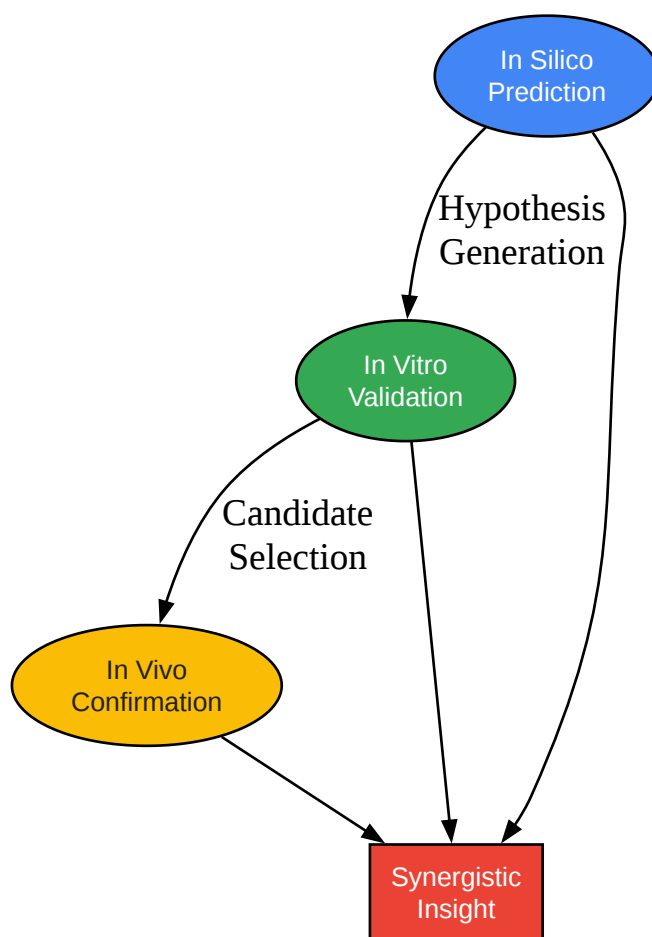 In Silico
Prediction
Hypothesis
Generation
In Vitro
Validation
Candidate
Selection
In Vivo
Confirmation
Synergistic
Insight